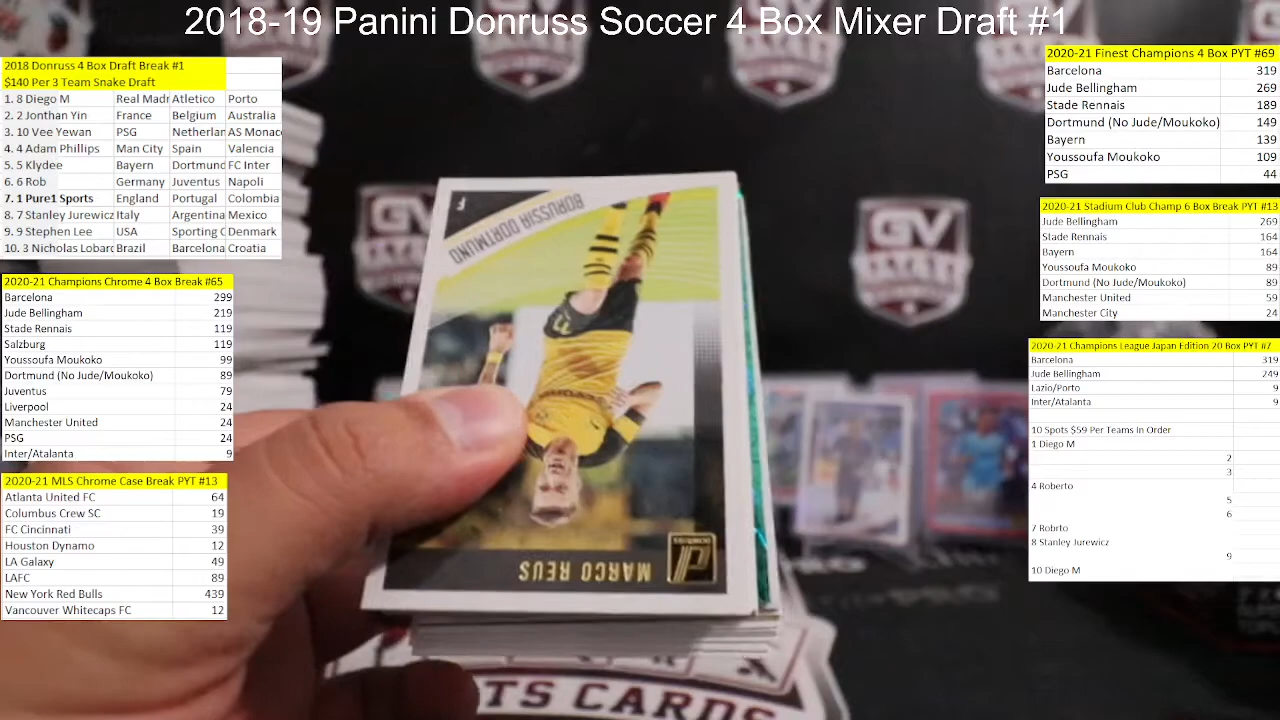 2018-19 Panini Donruss Soccer 4 Box Mixer Draft #1
2018 Donruss 4 Box Draft Break #1
$140 Per 3 Team Snake Draft
1. 8 Diego M Real Madr Atletico Porto
2. 2 Jonthan Yin France Belgium Australia
3. 10 Vee Yewan PSG Netherlan AS Monac
4. 4 Adam Phillips Man City Spain Valencia
5. 5 Klydee Bayern Dortmund FC Inter
6. 6 Rob Germany Juventus Napoli
7. 1 Pure1 Sports England Portugal Colombia
8. 7 Stanley Jurewicz Italy Argentina Mexico
9. 9 Stephen Lee USA Sporting C Denmark
10. 3 Nicholas Lobard Brazil Barcelona Croatia
2020-21 Champions Chrome 4 Box Break #65
Barcelona 299
Jude Bellingham 219
Stade Rennais 119
Salzburg 119
Youssoufa Moukoko 99
Dortmund (No Jude/Moukoko) 89
Juventus 79
Liverpool 24
Manchester United 24
PSG 24
Inter/Atalanta 9
2020-21 MLS Chrome Case Break PYT #13
Atlanta United FC 64
Columbus Crew SC 19
FC Cincinnati 39
Houston Dynamo 12
LA Galaxy 49
LAFC 89
New York Red Bulls 439
Vancouver Whitecaps FC 12
2020-21 Finest Champions 4 Box PYT #69
Barcelona 319
Jude Bellingham 269
Stade Rennais 189
Dortmund (No Jude/Moukoko) 149
Bayern 139
Youssoufa Moukoko 109
PSG 44
2020-21 Stadium Club Champ 6 Box Break PYT #13
Jude Bellingham 269
Stade Rennais 164
Bayern 164
Youssoufa Moukoko 89
Dortmund (No Jude/Moukoko) 89
Manchester United 59
Manchester City 24
2020-21 Champions League Japan Edition 20 Box PYT #7
Barcelona 319
Jude Bellingham 249
Lazio/Porto 9
Inter/Atalanta 9
10 Spots $59 Per Teams In Order
1 Diego M
2
3
4 Roberto
5
6
7 Robrto
8 Stanley Jurewicz
9
10 Diego M
BORUSSIA DORTMUND
F
MARCO REUS
DONRUSS
GV
TS CARDS